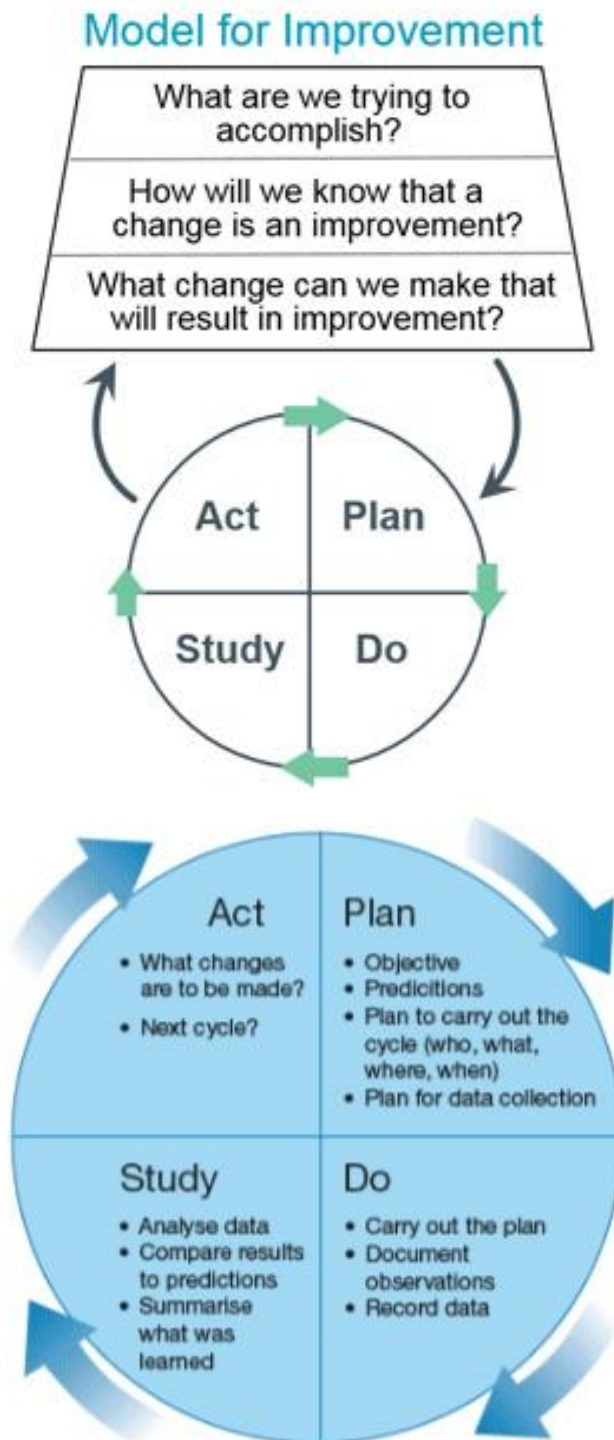 Model for Improvement
What are we trying to
accomplish?
How will we know that a
change is an improvement?
What change can we make that
will result in improvement?
Act
Plan
Study
Do
Act
• What changes
are to be made?
• Next cycle?
Plan
• Objective
• Predicitions
• Plan to carry out the
cycle (who, what,
where, when)
• Plan for data collection
Study
• Analyse data
• Compare results
to predictions
• Summarise
what was
learned
Do
• Carry out the plan
• Document
observations
• Record data